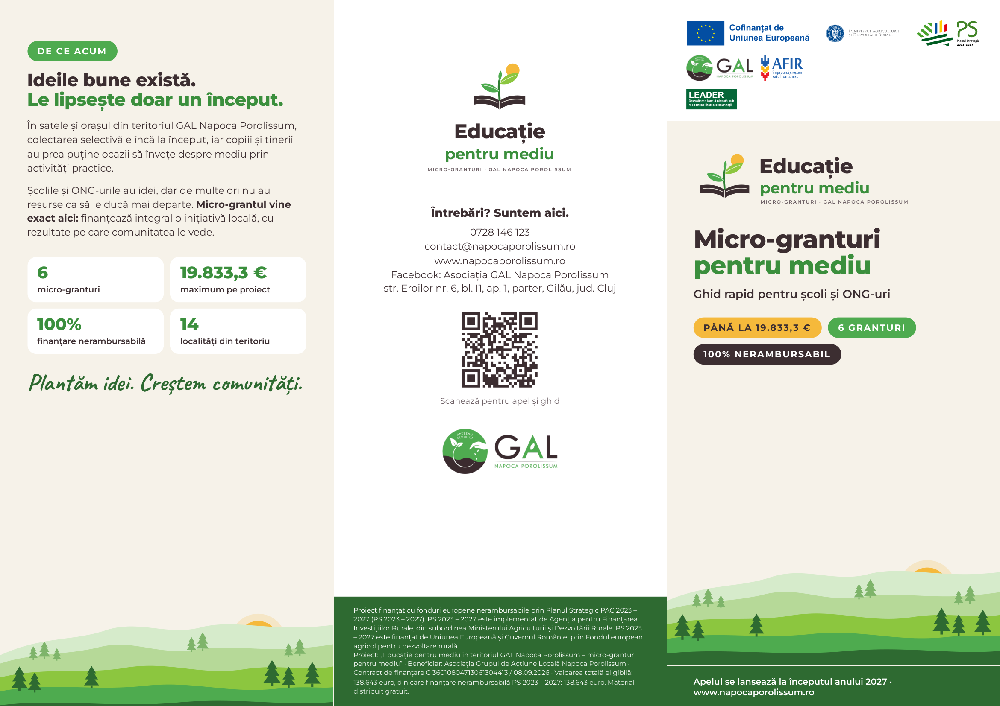 DE CE ACUM
Ideile bune există.
Le lipsește doar un început.
În satele și orașul din teritoriul GAL Napoca Porolissum,
colectarea selectivă e încă la început, iar copiii și tinerii
au prea puține ocazii să învețe despre mediu prin
activități practice.
Școlile și ONG-urile au idei, dar de multe ori nu au
resurse ca să le ducă mai departe. Micro-grantul vine
exact aici: finanțează integral o inițiativă locală, cu
rezultate pe care comunitatea le vede.
6
micro-granturi
19.833,3 €
maximum pe proiect
100%
finanțare nerambursabilă
14
localități din teritoriu
Plantăm idei. Creștem comunități.
Educație
pentru mediu
MICRO-GRANTURI · GAL NAPOCA POROLISSUM
Întrebări? Suntem aici.
0728 146 123
contact@napocaporolissum.ro
www.napocaporolissum.ro
Facebook: Asociația GAL Napoca Porolissum
str. Eroilor nr. 6, bl. I1, ap. 1, parter, Gilău, jud. Cluj
Scanează pentru apel și ghid
APUSENII
CLUJULUI
GAL
NAPOCA POROLISSUM
Proiect finanțat cu fonduri europene nerambursabile prin Planul Strategic PAC 2023 –
2027 (PS 2023 – 2027). PS 2023 – 2027 este implementat de Agenția pentru Finanțarea
Investițiilor Rurale, din subordinea Ministerului Agriculturii și Dezvoltării Rurale. PS 2023
– 2027 este finanțat de Uniunea Europeană și Guvernul României prin Fondul european
agricol pentru dezvoltare rurală.
Proiect: „Educație pentru mediu în teritoriul GAL Napoca Porolissum – micro-granturi
pentru mediu” · Beneficiar: Asociația Grupul de Acțiune Locală Napoca Porolissum ·
Contract de finanțare C 36010804713061304413 / 08.09.2026 · Valoarea totală eligibilă:
138.643 euro, din care finanțare nerambursabilă PS 2023 – 2027: 138.643 euro. Material
distribuit gratuit.
Cofinanțat de
Uniunea Europeană
GUVERNUL
ROMÂNIEI
MINISTERUL AGRICULTURII
ȘI DEZVOLTĂRII RURALE
PS
Planul Strategic
2023-2027
APUSENII
CLUJULUI
GAL
NAPOCA POROLISSUM
AFIR
împreună creștem
satul românesc
LEADER
Dezvoltarea locală plasată sub
responsabilitatea comunității
Educație
pentru mediu
MICRO-GRANTURI · GAL NAPOCA POROLISSUM
Micro-granturi
pentru mediu
Ghid rapid pentru școli și ONG-uri
PÂNĂ LA 19.833,3 €
6 GRANTURI
100% NERAMBURSABIL
Apelul se lansează la începutul anului 2027 ·
www.napocaporolissum.ro